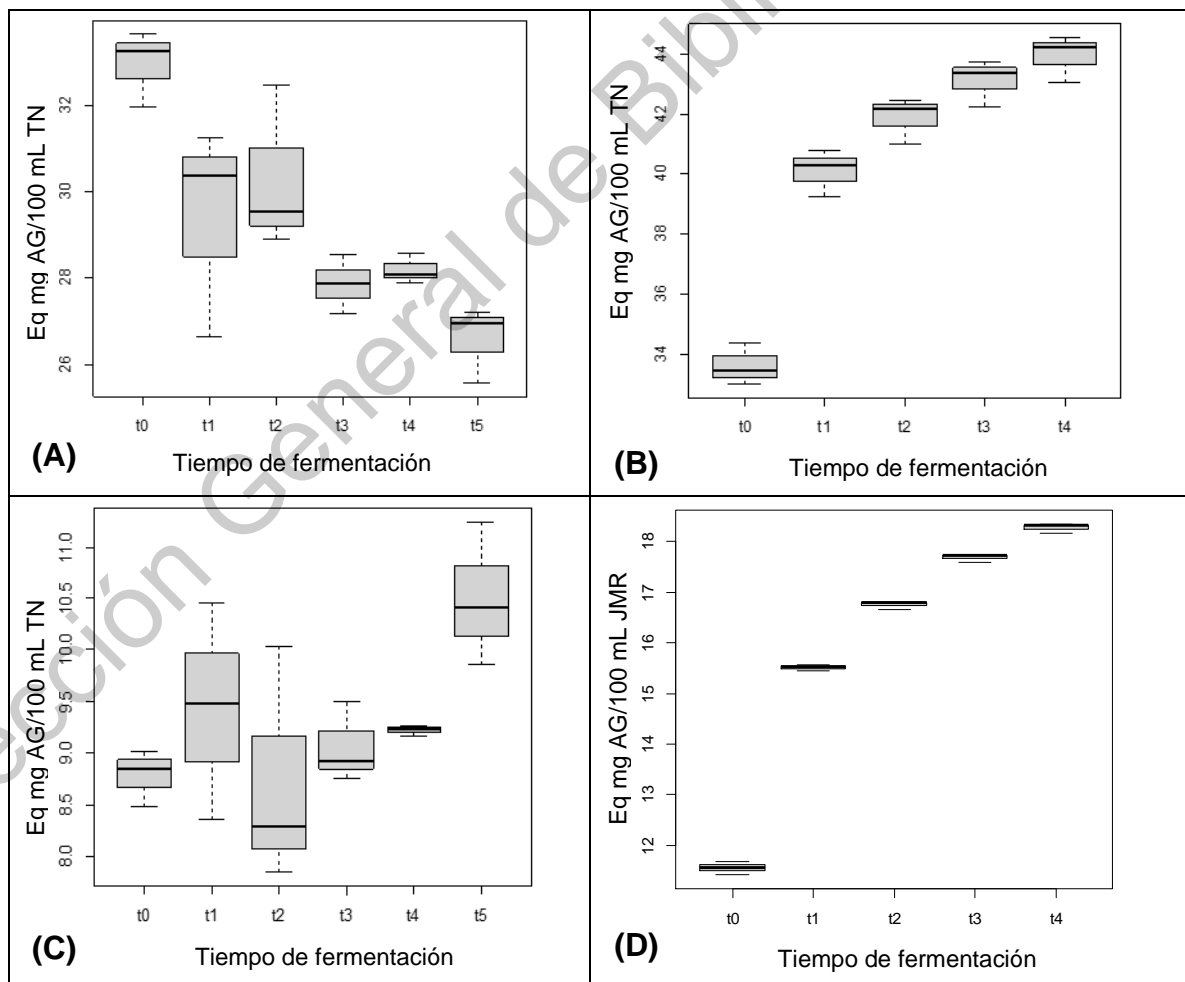 Eq mg AG/100 mL TN
32
30
28
26
t0 t1 t2 t3 t4 t5
(A)
Tiempo de fermentación
Eq mg AG/100 mL TN
44
42
40
38
36
34
t0 t1 t2 t3 t4
(B)
Tiempo de fermentación
Eq mg AG/100 mL TN
11.0
10.5
10.0
9.5
9.0
8.5
8.0
t0 t1 t2 t3 t4 t5
(C)
Tiempo de fermentación
Eq mg AG/100 mL JMR
18
17
16
15
14
13
12
t0 t1 t2 t3 t4
(D)
Tiempo de fermentación
General de